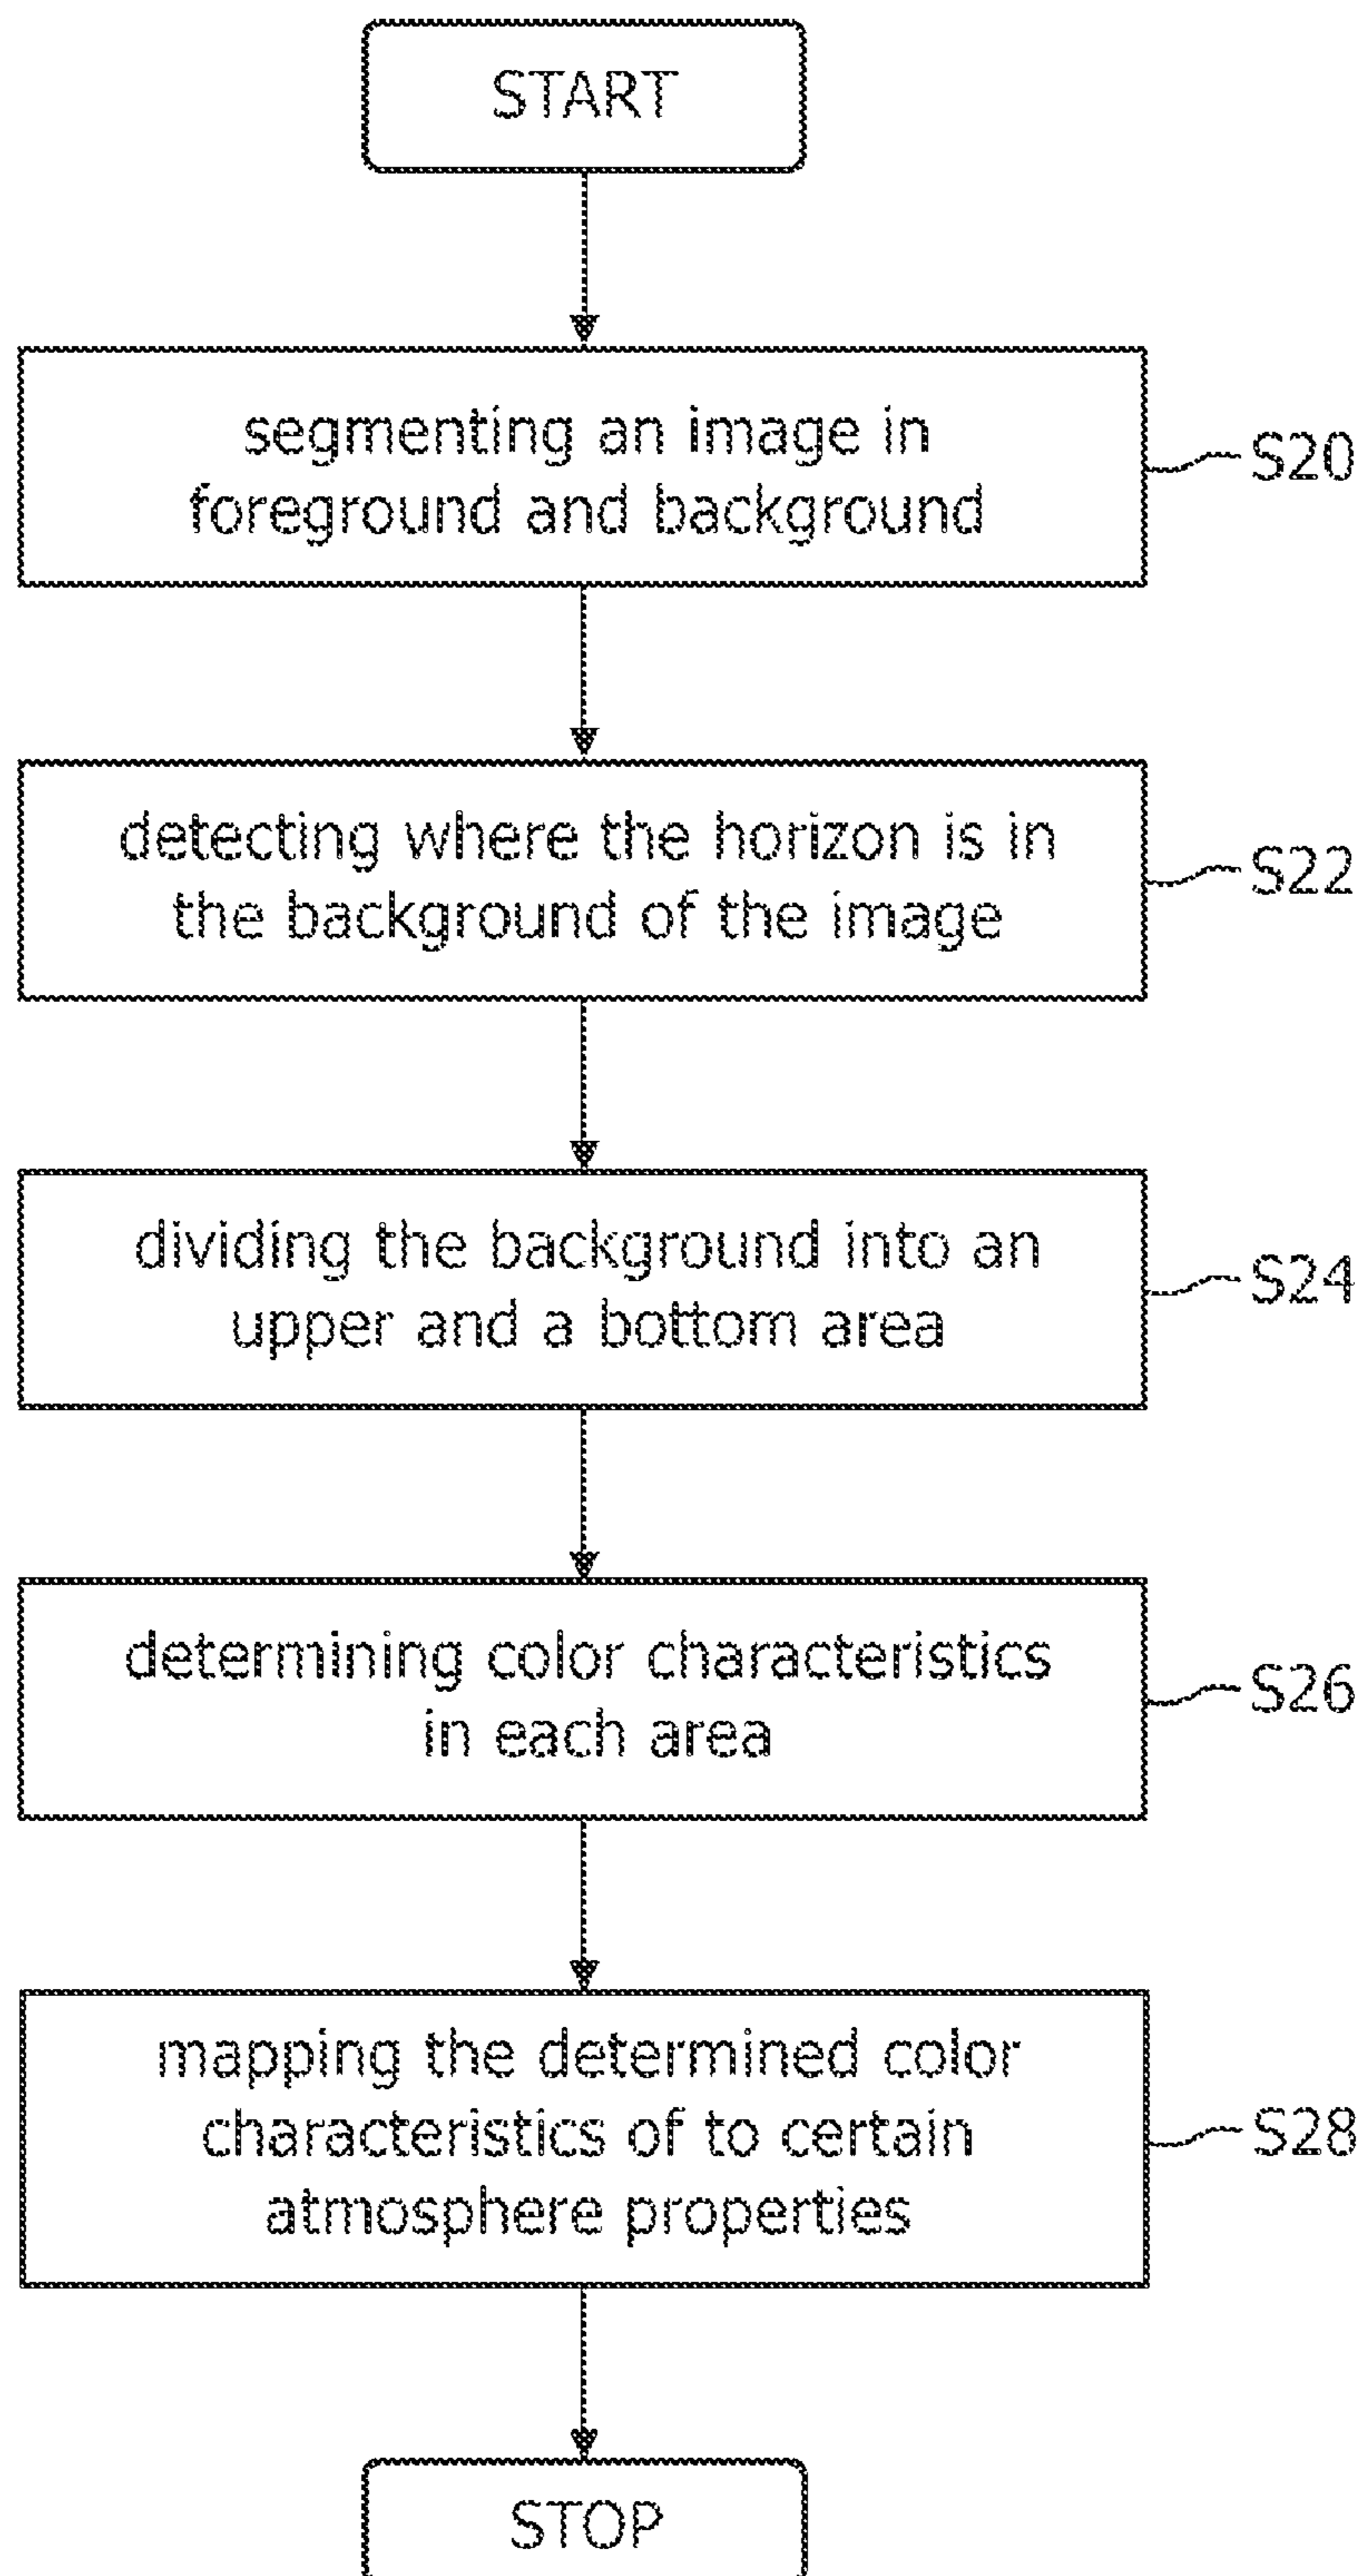 START
segmenting an image in
foreground and background
S20
detecting where the horizon is in
the background of the image
S22
dividing the background into an
upper and a bottom area
S24
determining color characteristics
in each area
S26
mapping the determined color
characteristics of to certain
atmosphere properties
S28
STOP